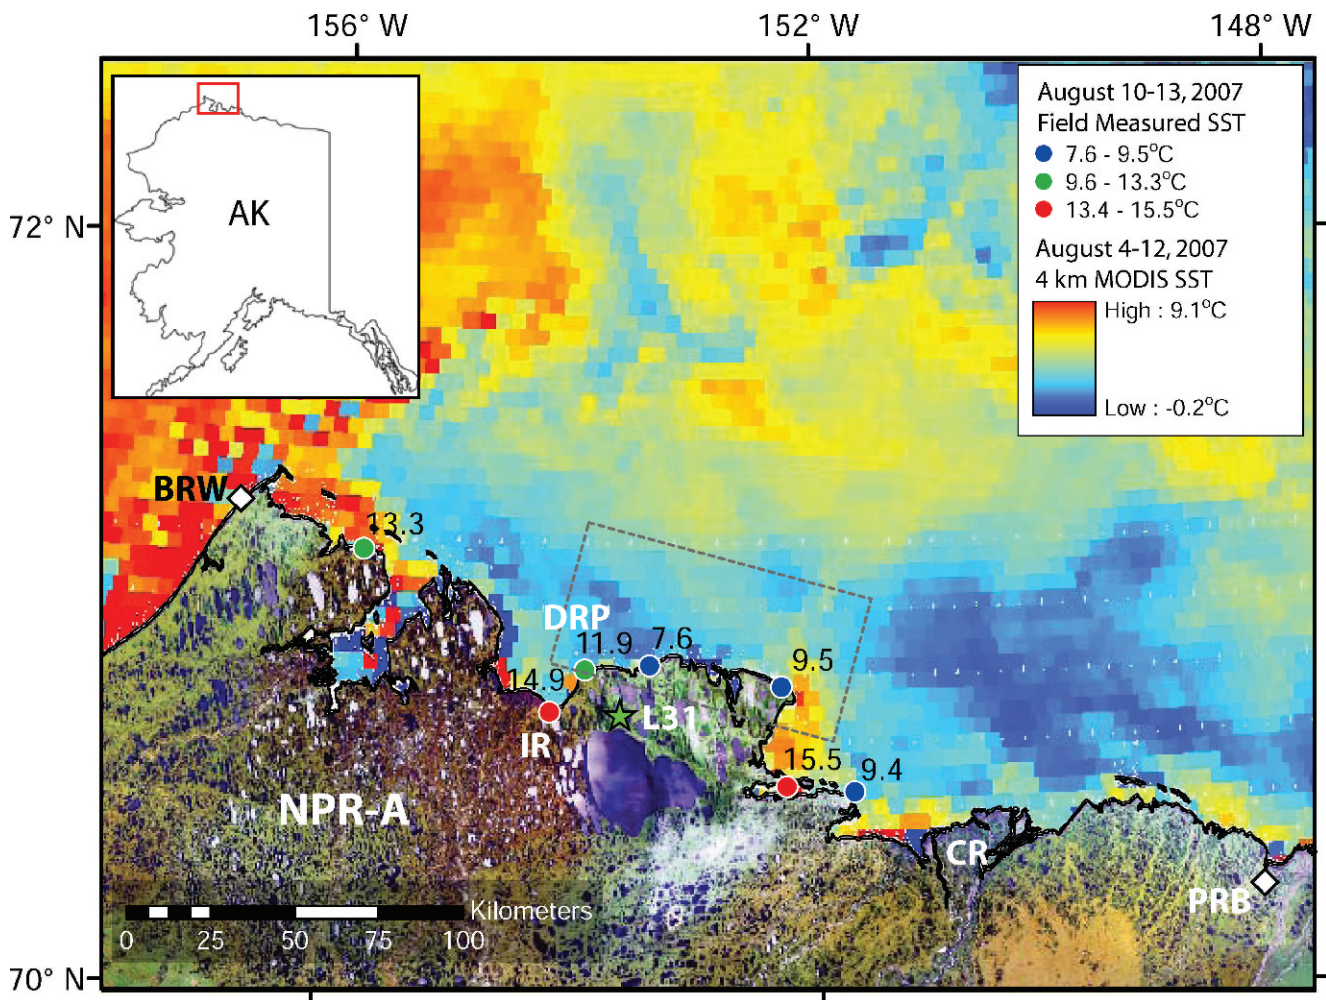 156° W
152° W
148° W
72° N
70° N
AK
August 10-13, 2007
Field Measured SST
7.6 - 9.5°C
9.6 - 13.3°C
13.4 - 15.5°C
August 4-12, 2007
4 km MODIS SST
High : 9.1°C
Low : -0.2°C
BRW
13.3
DRP
11.9
7.6
9.5
14.9
L31
IR
15.5
9.4
NPR-A
CR
PRB
Kilometers
0 25 50 75 100